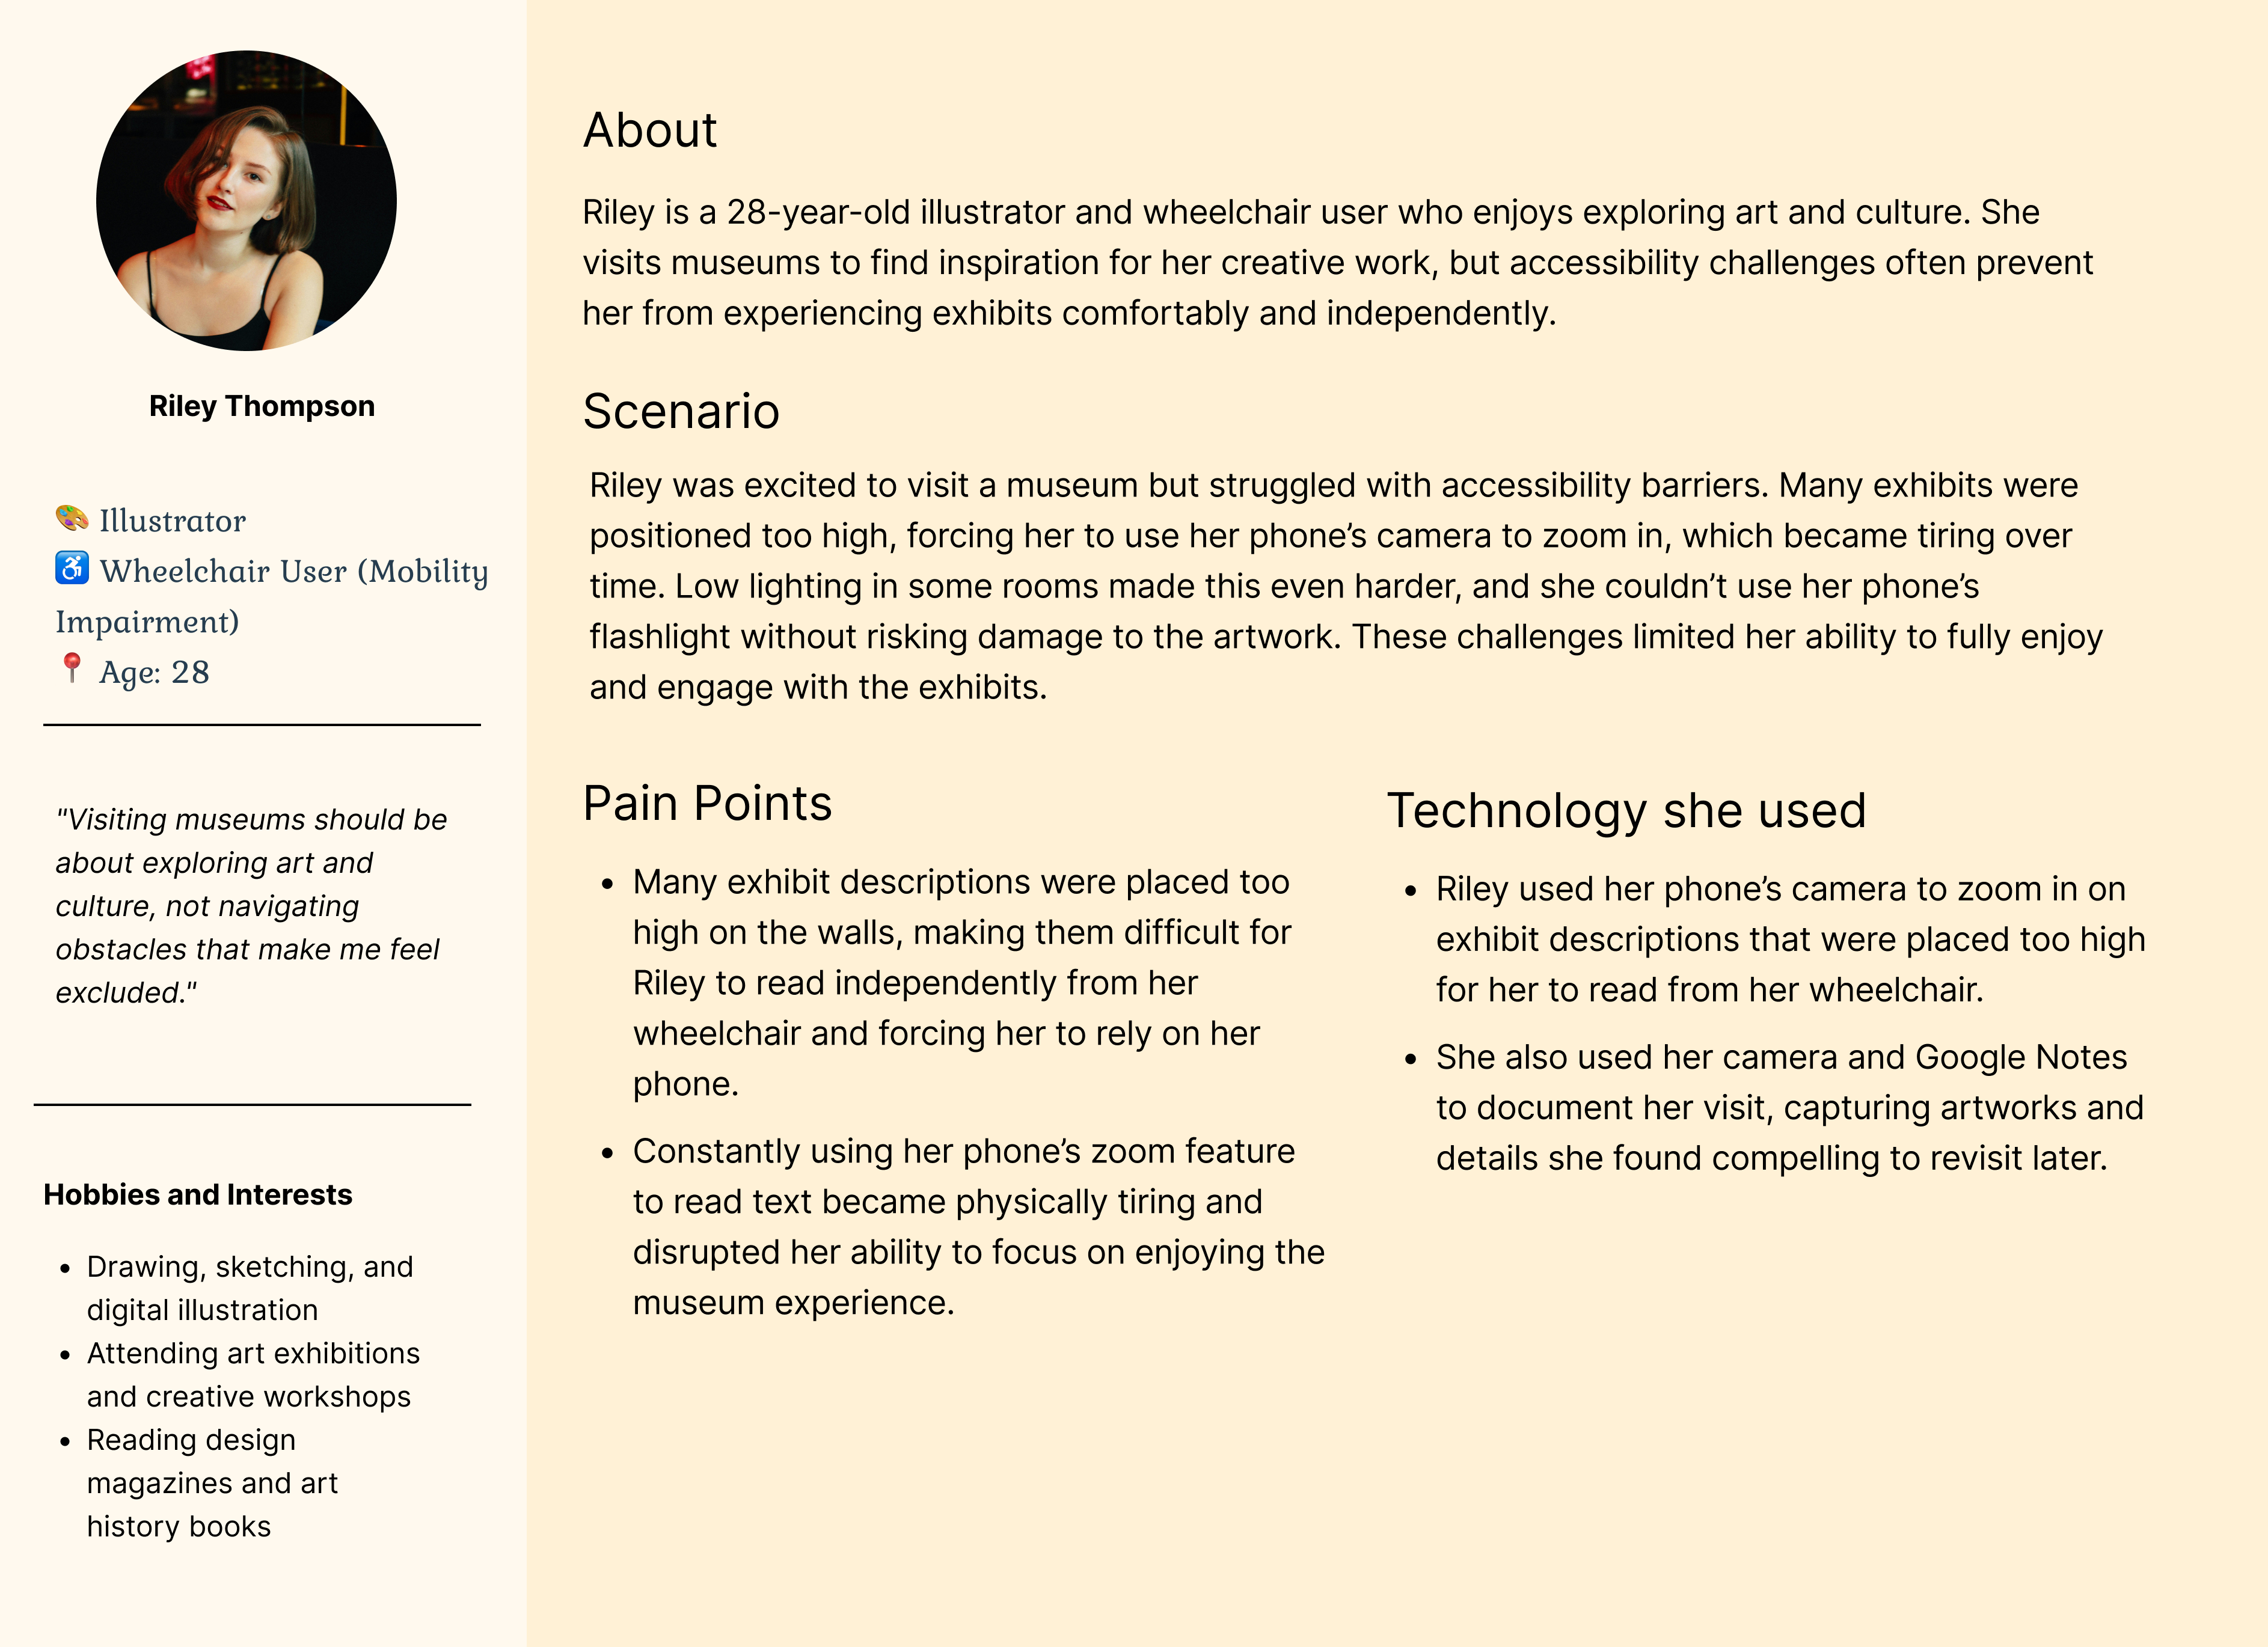 Riley Thompson
🎨 Illustrator
♿ Wheelchair User (Mobility
Impairment)
📍 Age: 28
"Visiting museums should be
about exploring art and
culture, not navigating
obstacles that make me feel
excluded."
Hobbies and Interests
• Drawing, sketching, and
digital illustration
• Attending art exhibitions
and creative workshops
• Reading design
magazines and art
history books
About
Riley is a 28-year-old illustrator and wheelchair user who enjoys exploring art and culture. She
visits museums to find inspiration for her creative work, but accessibility challenges often prevent
her from experiencing exhibits comfortably and independently.
Scenario
Riley was excited to visit a museum but struggled with accessibility barriers. Many exhibits were
positioned too high, forcing her to use her phone’s camera to zoom in, which became tiring over
time. Low lighting in some rooms made this even harder, and she couldn’t use her phone’s
flashlight without risking damage to the artwork. These challenges limited her ability to fully enjoy
and engage with the exhibits.
Pain Points
• Many exhibit descriptions were placed too
high on the walls, making them difficult for
Riley to read independently from her
wheelchair and forcing her to rely on her
phone.
• Constantly using her phone’s zoom feature
to read text became physically tiring and
disrupted her ability to focus on enjoying the
museum experience.
Technology she used
• Riley used her phone’s camera to zoom in on
exhibit descriptions that were placed too high
for her to read from her wheelchair.
• She also used her camera and Google Notes
to document her visit, capturing artworks and
details she found compelling to revisit later.